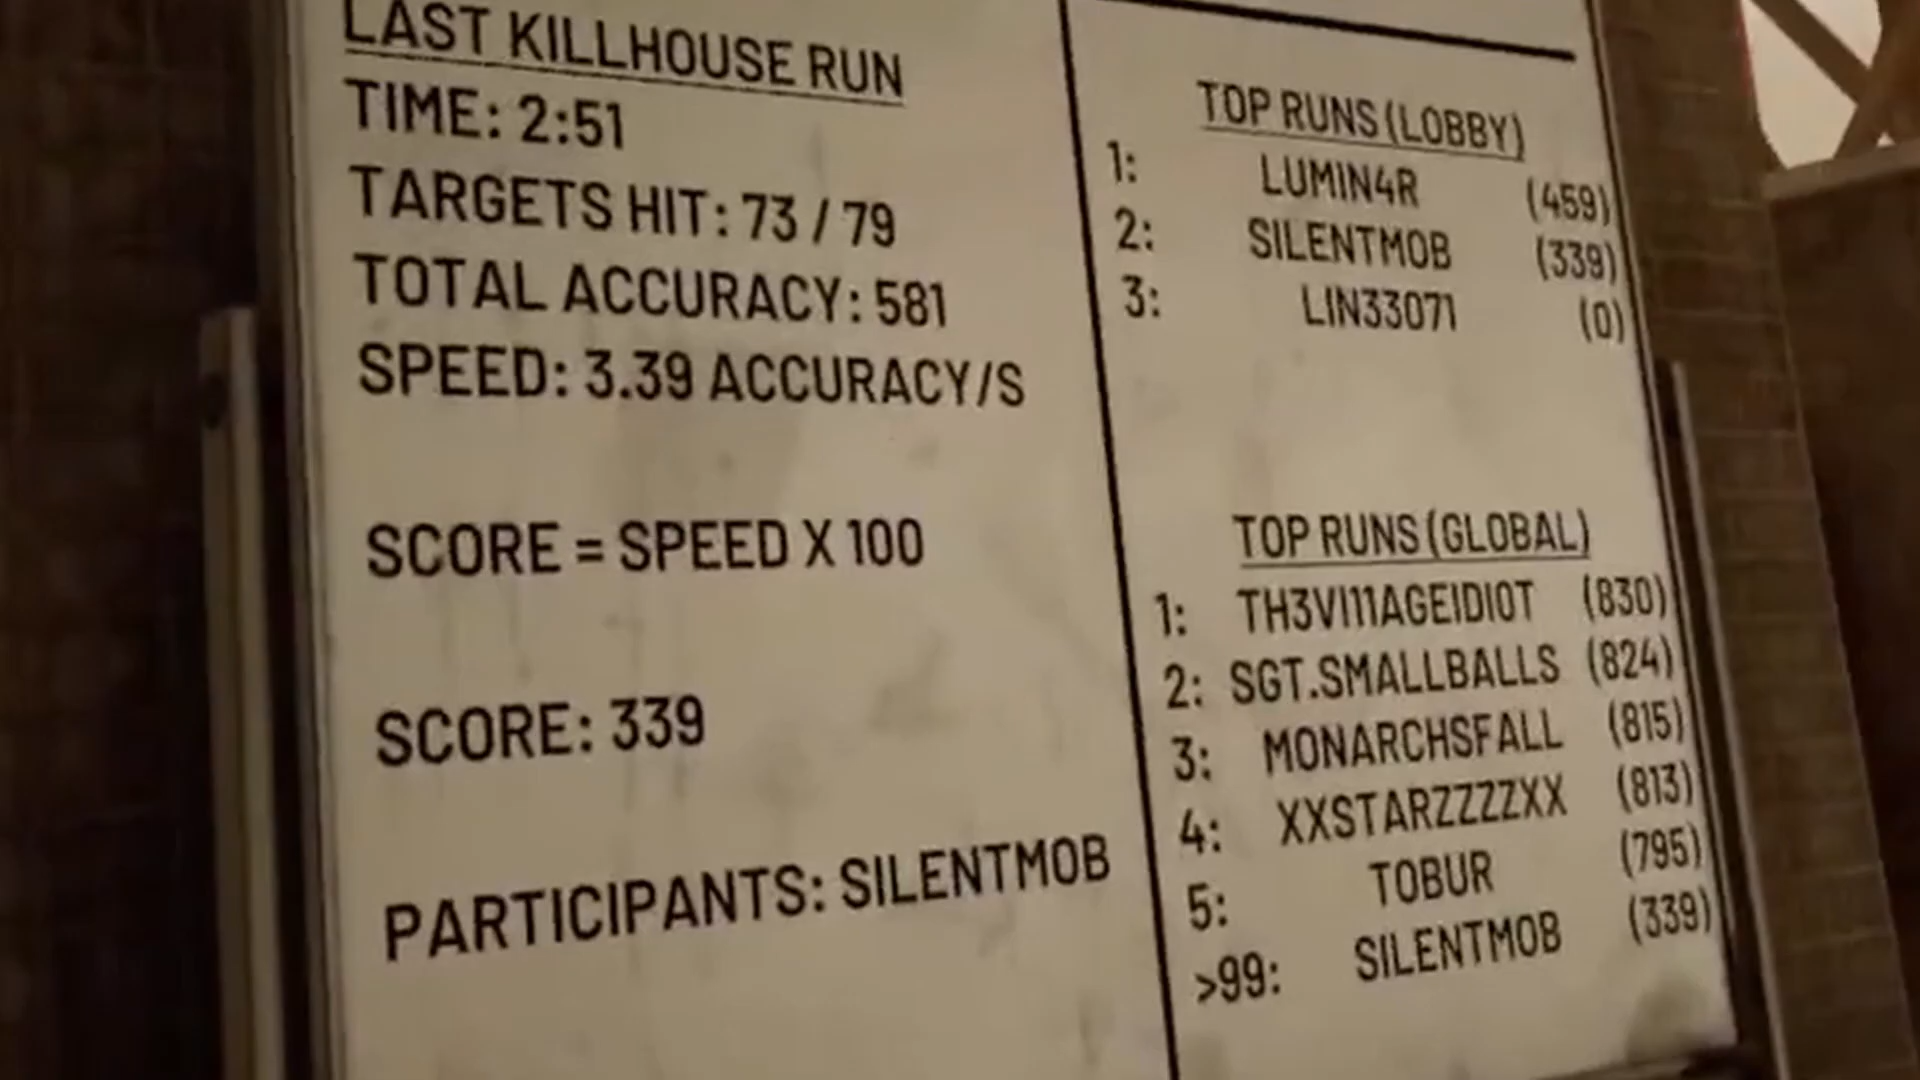 LAST KILLHOUSE RUN
TIME: 2:51
TARGETS HIT: 73 / 79
TOTAL ACCURACY: 581
SPEED: 3.39 ACCURACY/S
SCORE = SPEED X 100
SCORE: 339
PARTICIPANTS: SILENTMOB
TOP RUNS (LOBBY)
1: LUMIN4R (459)
2: SILENTMOB (339)
3: LIN33071 (0)
TOP RUNS (GLOBAL)
1: TH3V111AGEIDIOT (830)
2: SGT.SMALLBALLS (824)
3: MONARCHSFALL (815)
4: XXSTARZZZZXX (813)
5: TOBUR (795)
>99: SILENTMOB (339)